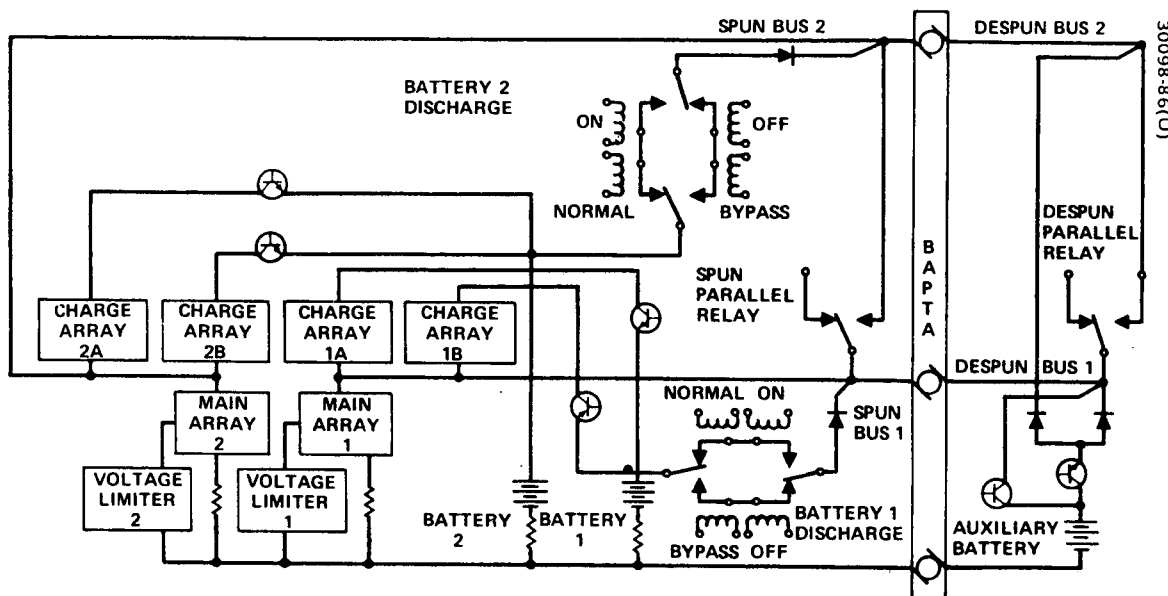 SPUN BUS 2
DESPUN BUS 2
30098-86(U)
BATTERY 2
DISCHARGE
ON
OFF
NORMAL
BYPASS
DESPUN
PARALLEL
RELAY
BAPTA
SPUN
PARALLEL
RELAY
CHARGE
ARRAY
2A
CHARGE
ARRAY
2B
CHARGE
ARRAY
1A
CHARGE
ARRAY
1B
DESPUN BUS 1
MAIN
ARRAY
2
MAIN
ARRAY
1
NORMAL ON
SPUN
BUS 1
VOLTAGE
LIMITER
2
VOLTAGE
LIMITER
1
BATTERY
2
BATTERY
1
BATTERY 1
DISCHARGE
BYPASS OFF
AUXILIARY
BATTERY